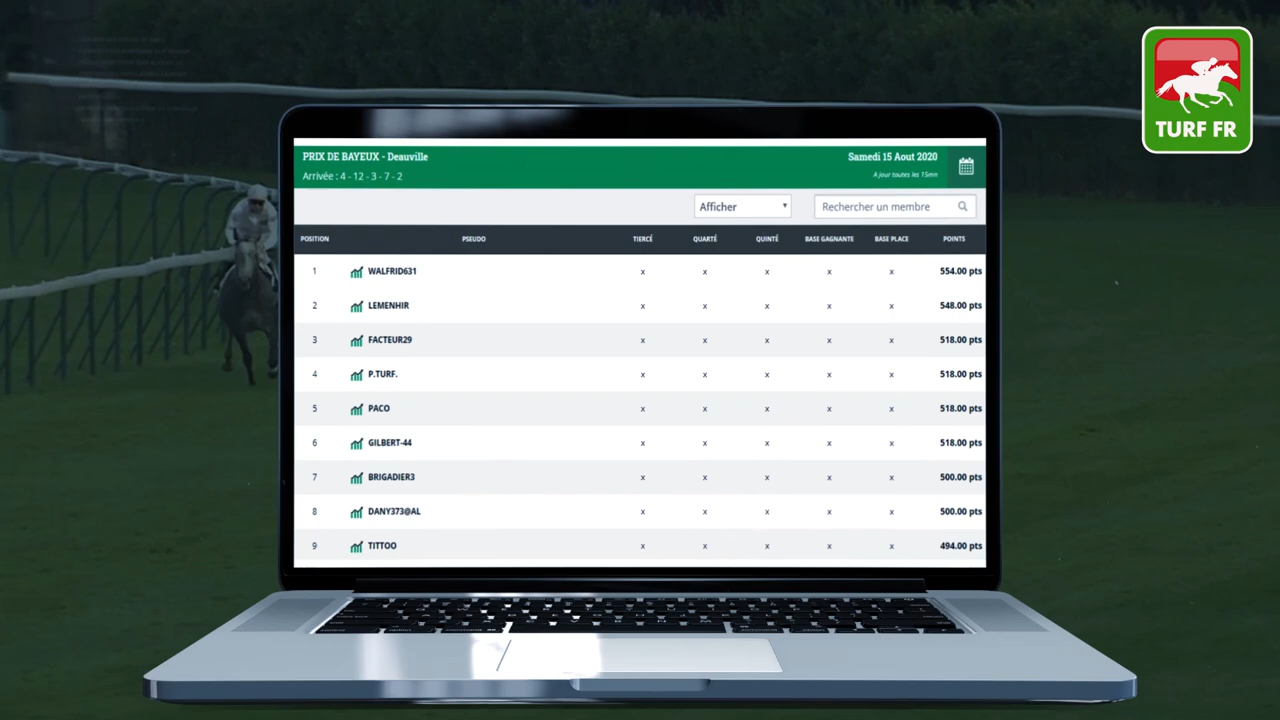 TURF FR
PRIX DE BAYEUX - Deauville
Samedi 15 Aout 2020
Arrivée : 4 - 12 - 3 - 7 - 2
A jour toutes les 15mn
Afficher
Rechercher un membre
POSITION PSEUDO TIERCÉ QUARTÉ QUINTÉ BASE GAGNANTE BASE PLACE POINTS
1 WALFRID631 x x x x x 554.00 pts
2 LEMENHIR x x x x x 548.00 pts
3 FACTEUR29 x x x x x 518.00 pts
4 P.TURF. x x x x x 518.00 pts
5 PACO x x x x x 518.00 pts
6 GILBERT-44 x x x x x 518.00 pts
7 BRIGADIER3 x x x x x 500.00 pts
8 DANY373@AL x x x x x 500.00 pts
9 TITTOO x x x x x 494.00 pts